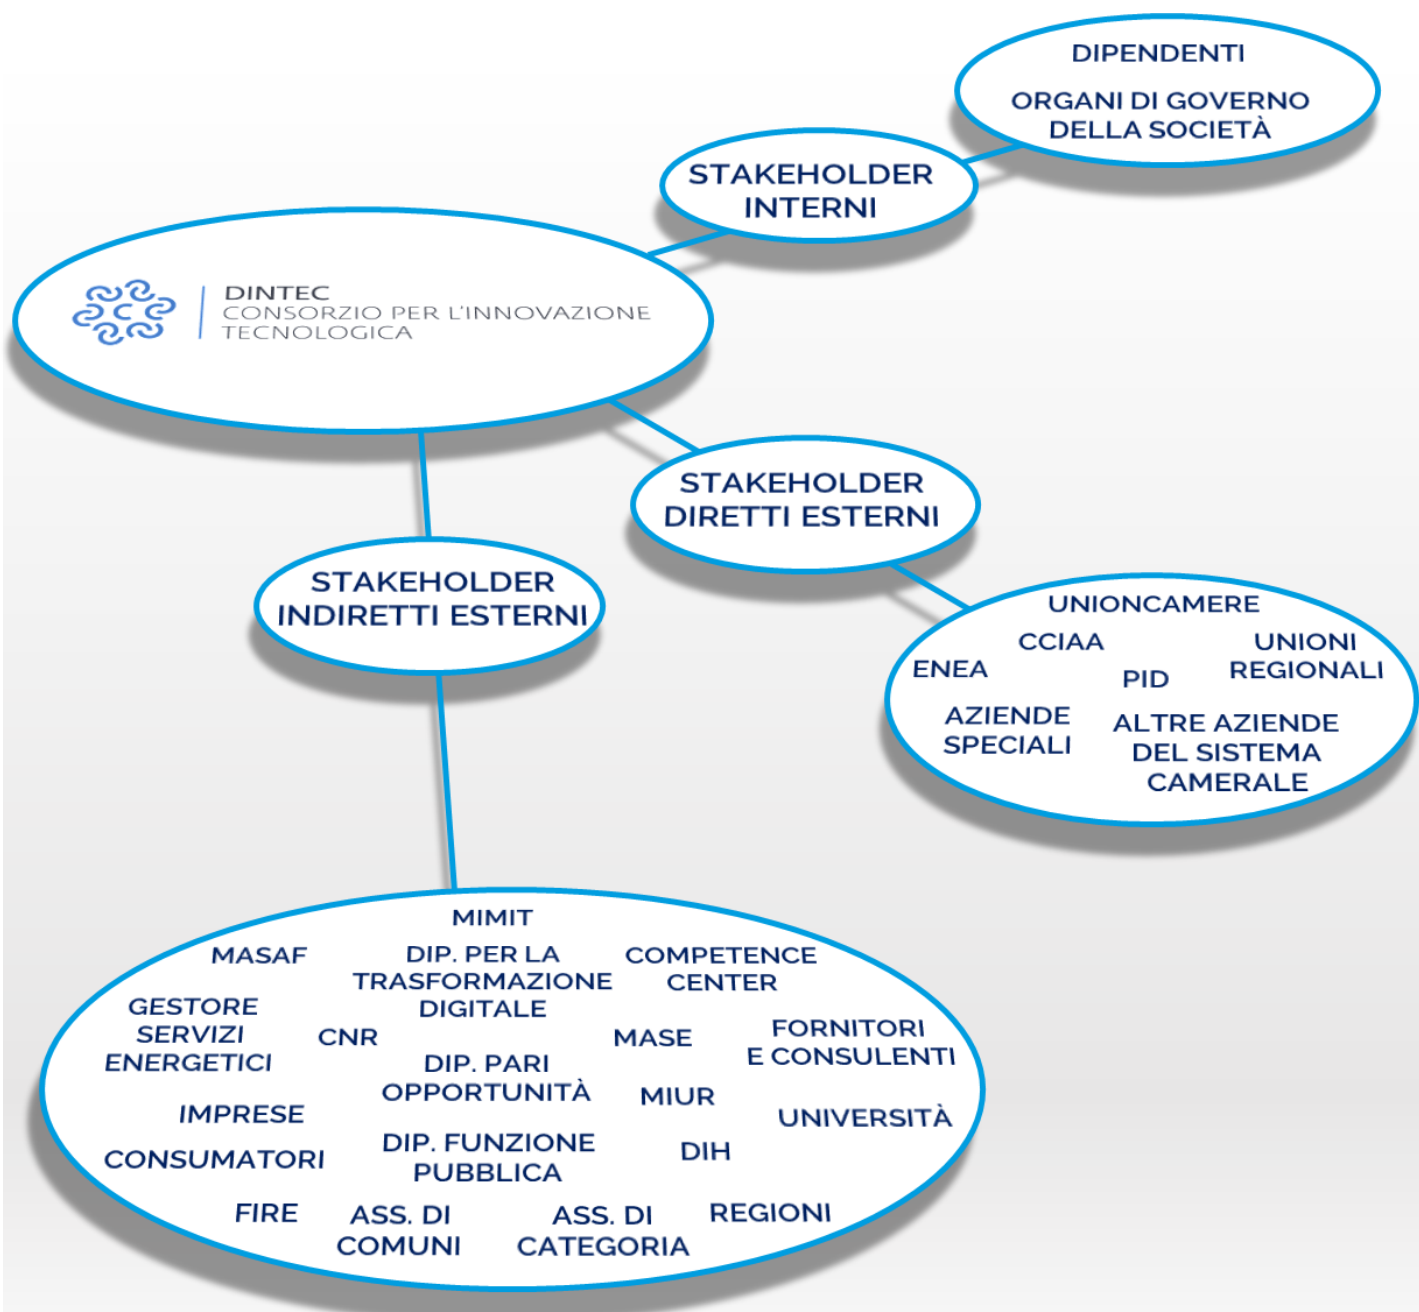 DIPENDENTI
ORGANI DI GOVERNO
DELLA SOCIETÀ
STAKEHOLDER
INTERNI
DINTEC
CONSORZIO PER L'INNOVAZIONE
TECNOLOGICA
STAKEHOLDER
DIRETTI ESTERNI
STAKEHOLDER
INDIRETTI ESTERNI
UNIONCAMERE
CCIAA
UNIONI
REGIONALI
ENEA
PID
AZIENDE
SPECIALI
ALTRE AZIENDE
DEL SISTEMA
CAMERALE
MIMIT
MASAF
DIP. PER LA
TRASFORMAZIONE
DIGITALE
COMPETENCE
CENTER
GESTORE
SERVIZI
ENERGETICI
CNR
MASE
FORNITORI
E CONSULENTI
DIP. PARI
OPPORTUNITÀ
MIUR
IMPRESE
UNIVERSITÀ
CONSUMATORI
DIP. FUNZIONE
PUBBLICA
DIH
FIRE
ASS. DI
COMUNI
ASS. DI
CATEGORIA
REGIONI